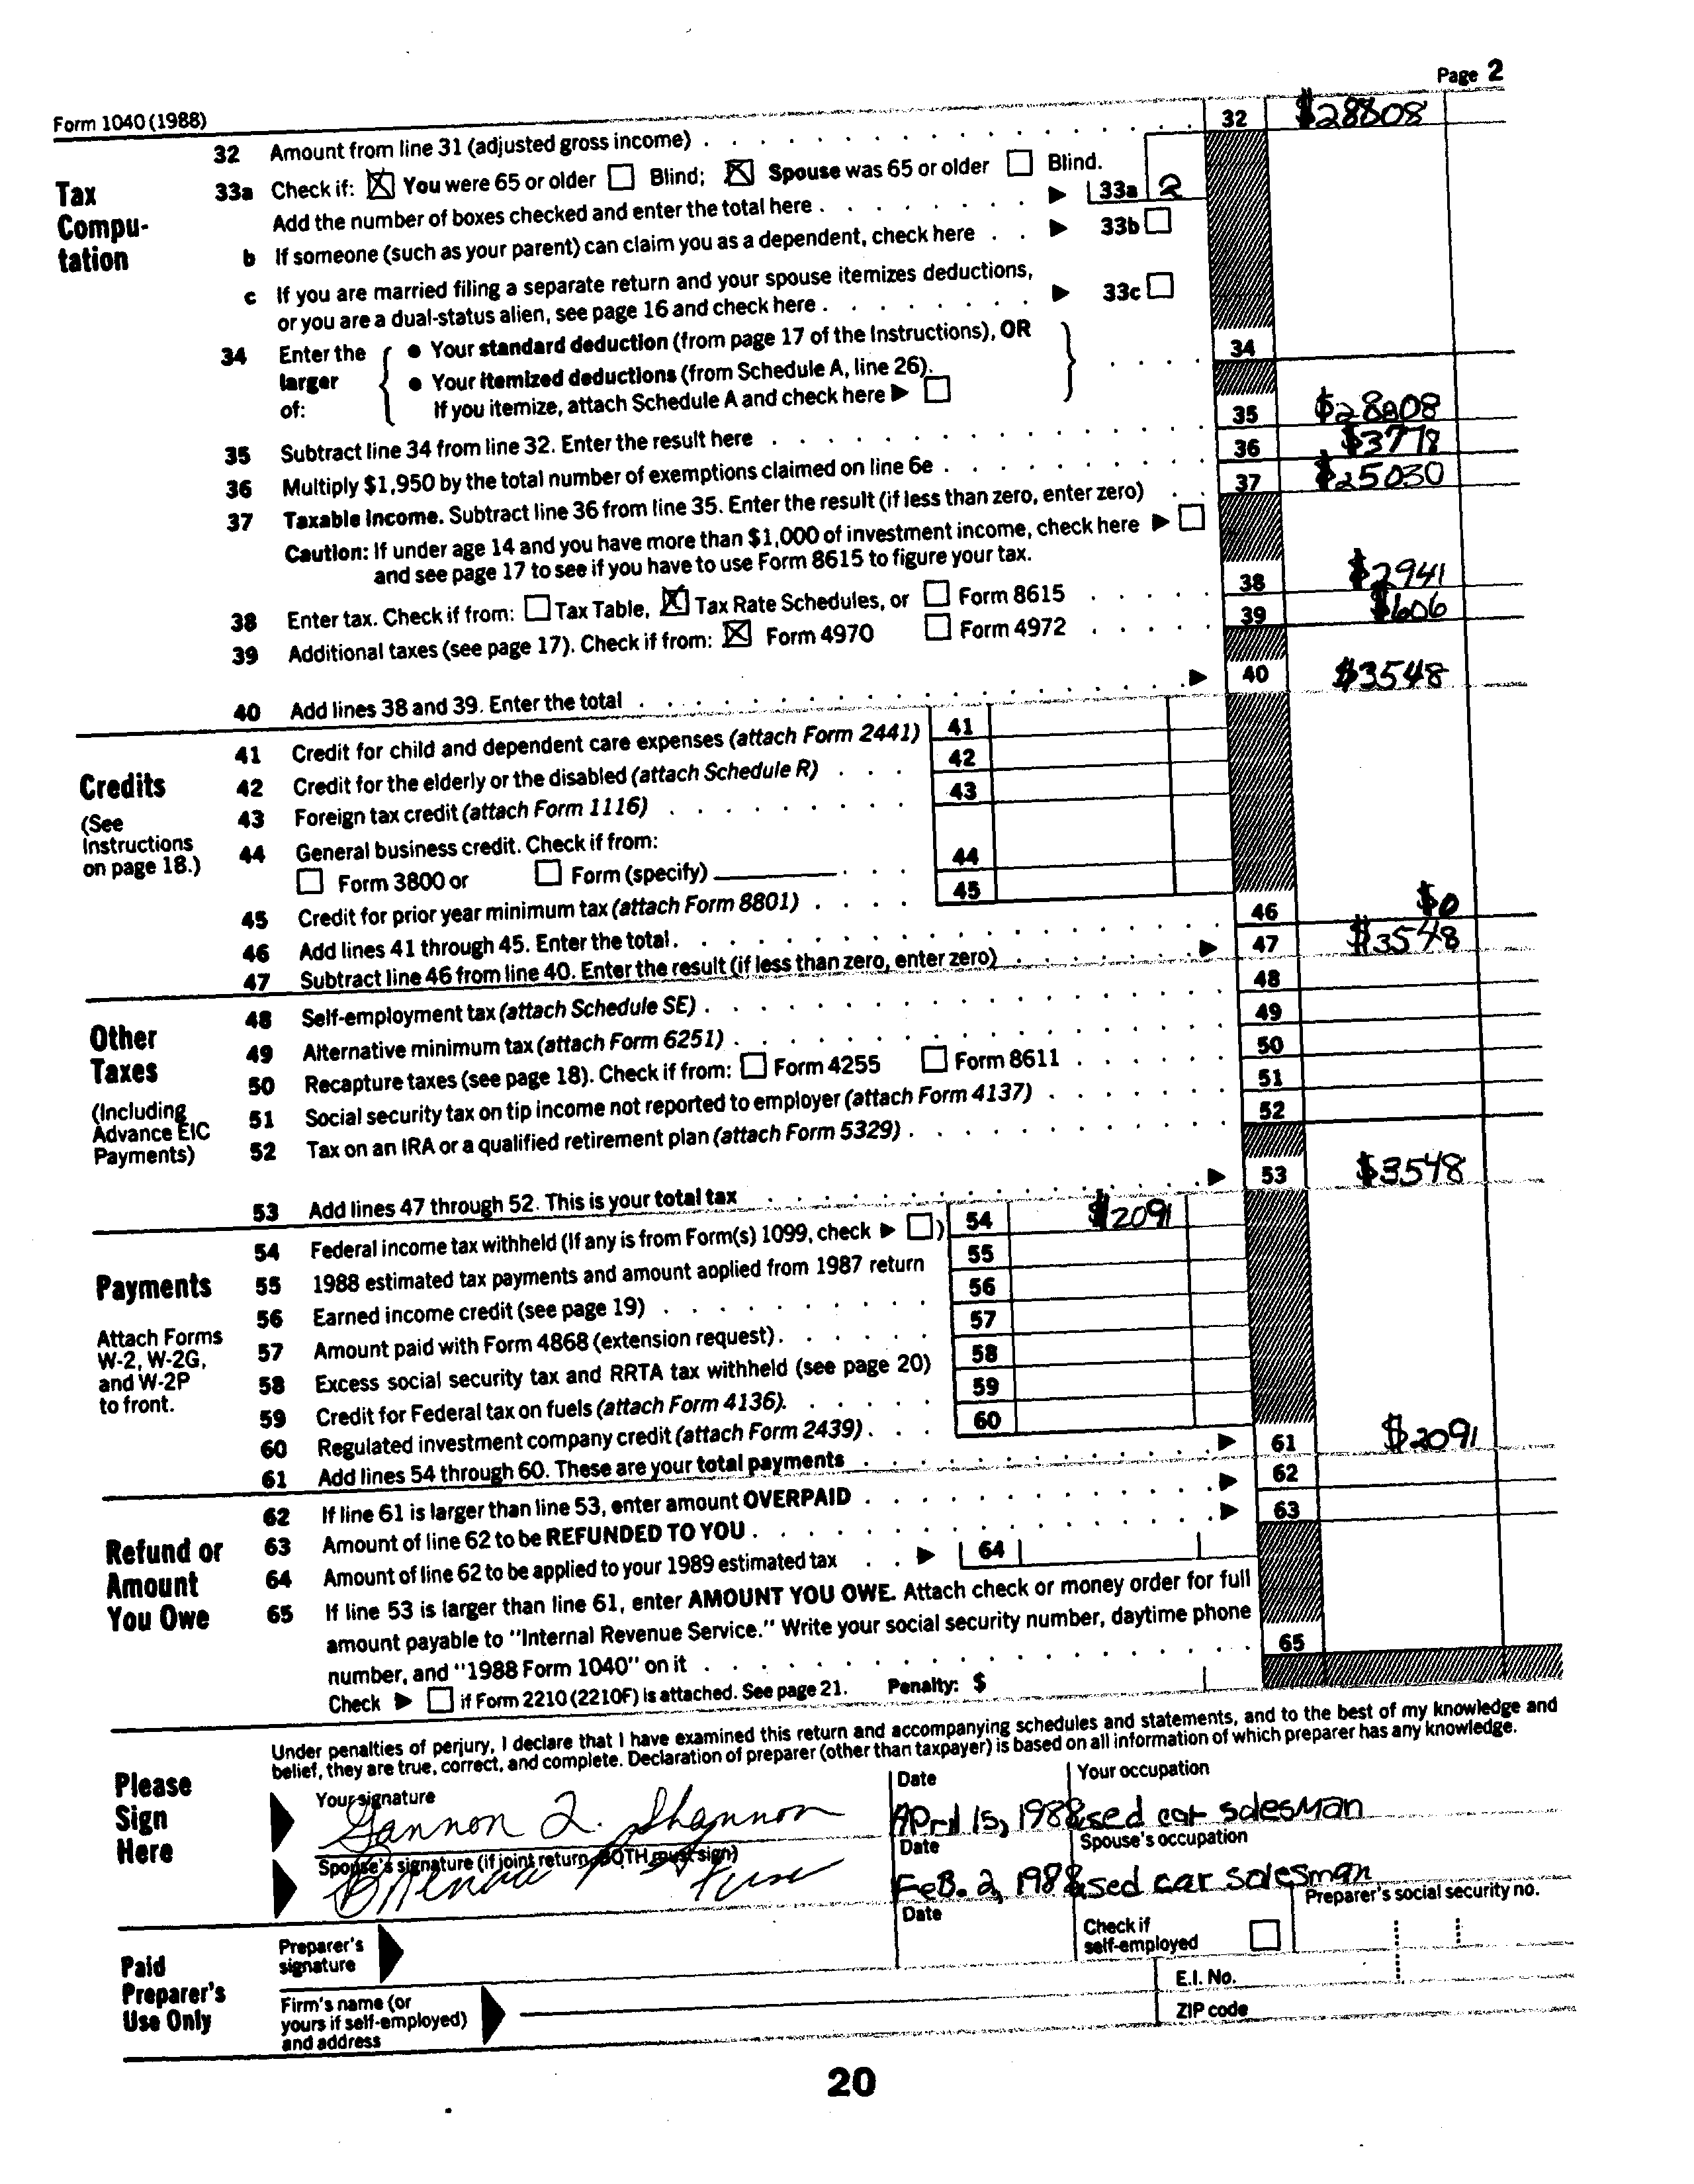 Page 2
Form 1040 (1988)
32 Amount from line 31 (adjusted gross income) 32 $28808
Tax Compu- tation
33a Check if: You were 65 or older Blind; Spouse was 65 or older Blind.
Add the number of boxes checked and enter the total here 33a 2
b If someone (such as your parent) can claim you as a dependent, check here 33b
c If you are married filing a separate return and your spouse itemizes deductions,
or you are a dual-status alien, see page 16 and check here 33c
34 Enter the larger of:
• Your standard deduction (from page 17 of the Instructions), OR 34
• Your itemized deductions (from Schedule A, line 26).
If you itemize, attach Schedule A and check here
35 Subtract line 34 from line 32. Enter the result here 35 $28808
36 Multiply $1,950 by the total number of exemptions claimed on line 6e 36 $3778
37 Taxable Income. Subtract line 36 from line 35. Enter the result (if less than zero, enter zero) 37 $25030
Caution: If under age 14 and you have more than $1,000 of investment income, check here
and see page 17 to see if you have to use Form 8615 to figure your tax.
38 Enter tax. Check if from: Tax Table, Tax Rate Schedules, or Form 8615 38 $2941
39 Additional taxes (see page 17). Check if from: Form 4970 Form 4972 39 $606
40 Add lines 38 and 39. Enter the total 40 $3548
Credits
(See Instructions on page 18.)
41 Credit for child and dependent care expenses (attach Form 2441) 41
42 Credit for the elderly or the disabled (attach Schedule R) 42
43 Foreign tax credit (attach Form 1116) 43
44 General business credit. Check if from:
Form 3800 or Form (specify) 44
45 Credit for prior year minimum tax (attach Form 8801) 45
46 Add lines 41 through 45. Enter the total. 46 $0
47 Subtract line 46 from line 40. Enter the result (if less than zero, enter zero) 47 $3548
Other Taxes
(Including Advance EIC Payments)
48 Self-employment tax (attach Schedule SE) 48
49 Alternative minimum tax (attach Form 6251) 49
50 Recapture taxes (see page 18). Check if from: Form 4255 Form 8611 50
51 Social security tax on tip income not reported to employer (attach Form 4137) 51
52 Tax on an IRA or a qualified retirement plan (attach Form 5329) 52
53 Add lines 47 through 52. This is your total tax 53 $3548
Payments
Attach Forms W-2, W-2G, and W-2P to front.
54 Federal income tax withheld (If any is from Form(s) 1099, check ) 54 $2091
55 1988 estimated tax payments and amount applied from 1987 return 55
56 Earned income credit (see page 19) 56
57 Amount paid with Form 4868 (extension request) 57
58 Excess social security tax and RRTA tax withheld (see page 20) 58
59 Credit for Federal tax on fuels (attach Form 4136). 59
60 Regulated investment company credit (attach Form 2439) 60
61 Add lines 54 through 60. These are your total payments 61 $2091
Refund or Amount You Owe
62 If line 61 is larger than line 53, enter amount OVERPAID 62
63 Amount of line 62 to be REFUNDED TO YOU 63
64 Amount of line 62 to be applied to your 1989 estimated tax 64
65 If line 53 is larger than line 61, enter AMOUNT YOU OWE. Attach check or money order for full
amount payable to "Internal Revenue Service." Write your social security number, daytime phone
number, and "1988 Form 1040" on it 65
Check if Form 2210 (2210F) is attached. See page 21. Penalty: $
Please Sign Here
Under penalties of perjury, I declare that I have examined this return and accompanying schedules and statements, and to the best of my knowledge and
belief, they are true, correct, and complete. Declaration of preparer (other than taxpayer) is based on all information of which preparer has any knowledge.
Your signature Date Your occupation
Gannon L. Shannon April 15, 1988 used car salesman
Spouse's signature (if joint return, BOTH must sign) Date Spouse's occupation
Feb. 2, 1988 used car salesman
Paid Preparer's Use Only
Preparer's signature Date Check if self-employed Preparer's social security no.
Firm's name (or yours if self-employed) and address E.I. No.
ZIP code
20